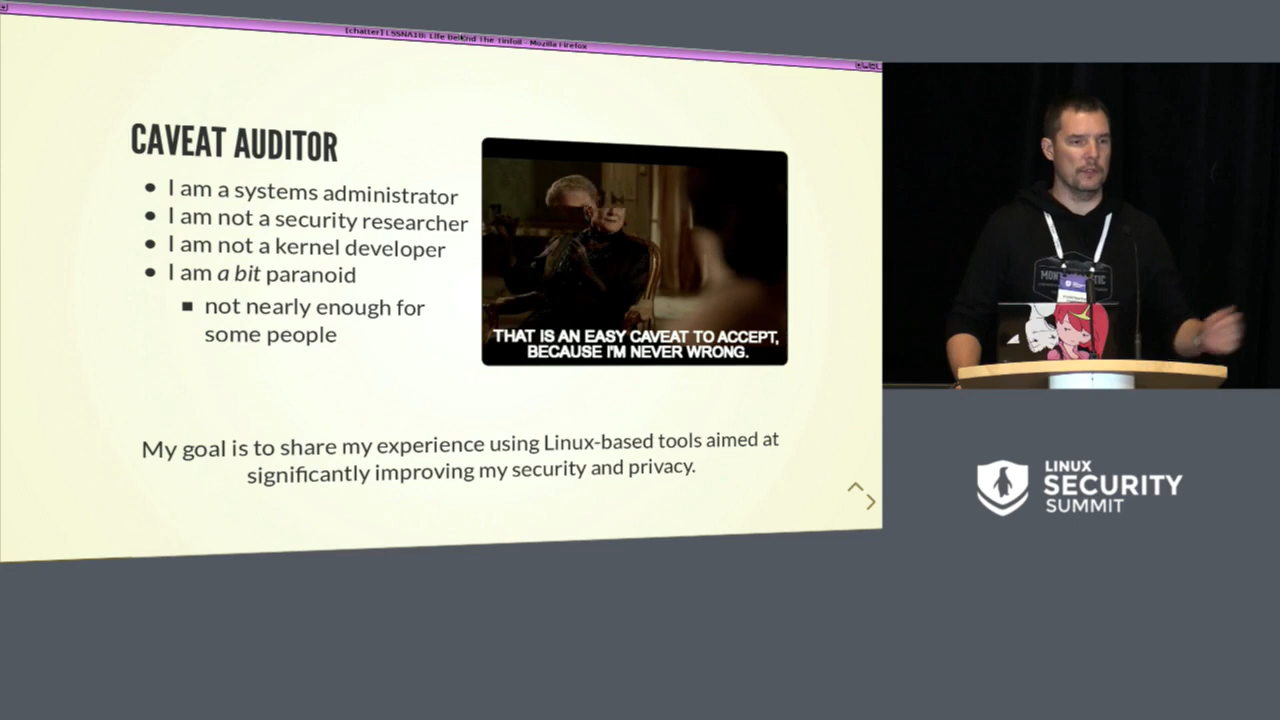 [chatter] LSSNA18: Life Behind The Tinfoil - Mozilla Firefox
CAVEAT AUDITOR
I am a systems administrator
I am not a security researcher
I am not a kernel developer
I am a bit paranoid
not nearly enough for
some people
THAT IS AN EASY CAVEAT TO ACCEPT,
BECAUSE I'M NEVER WRONG.
My goal is to share my experience using Linux-based tools aimed at
significantly improving my security and privacy.
LINUX
SECURITY
SUMMIT